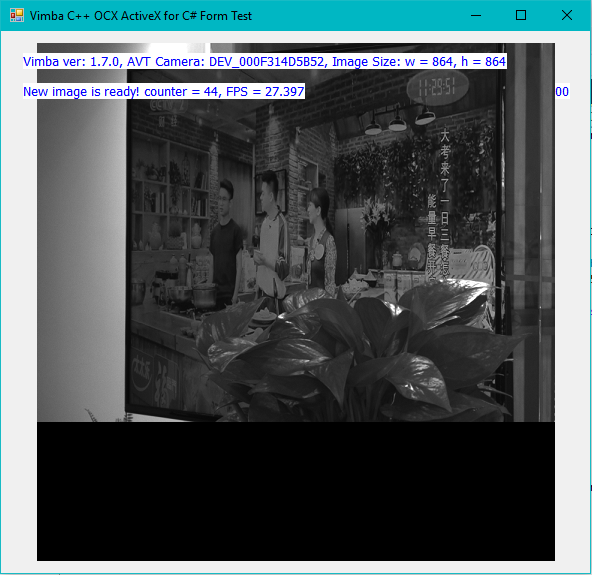 Vimba C++ OCX ActiveX for C# Form Test
Vimba ver: 1.7.0, AVT Camera: DEV_000F314D5B52, Image Size: w = 864, h = 864
New image is ready! counter = 44, FPS = 27.397
00
11:29:51
大考来了一日三餐
能量早餐